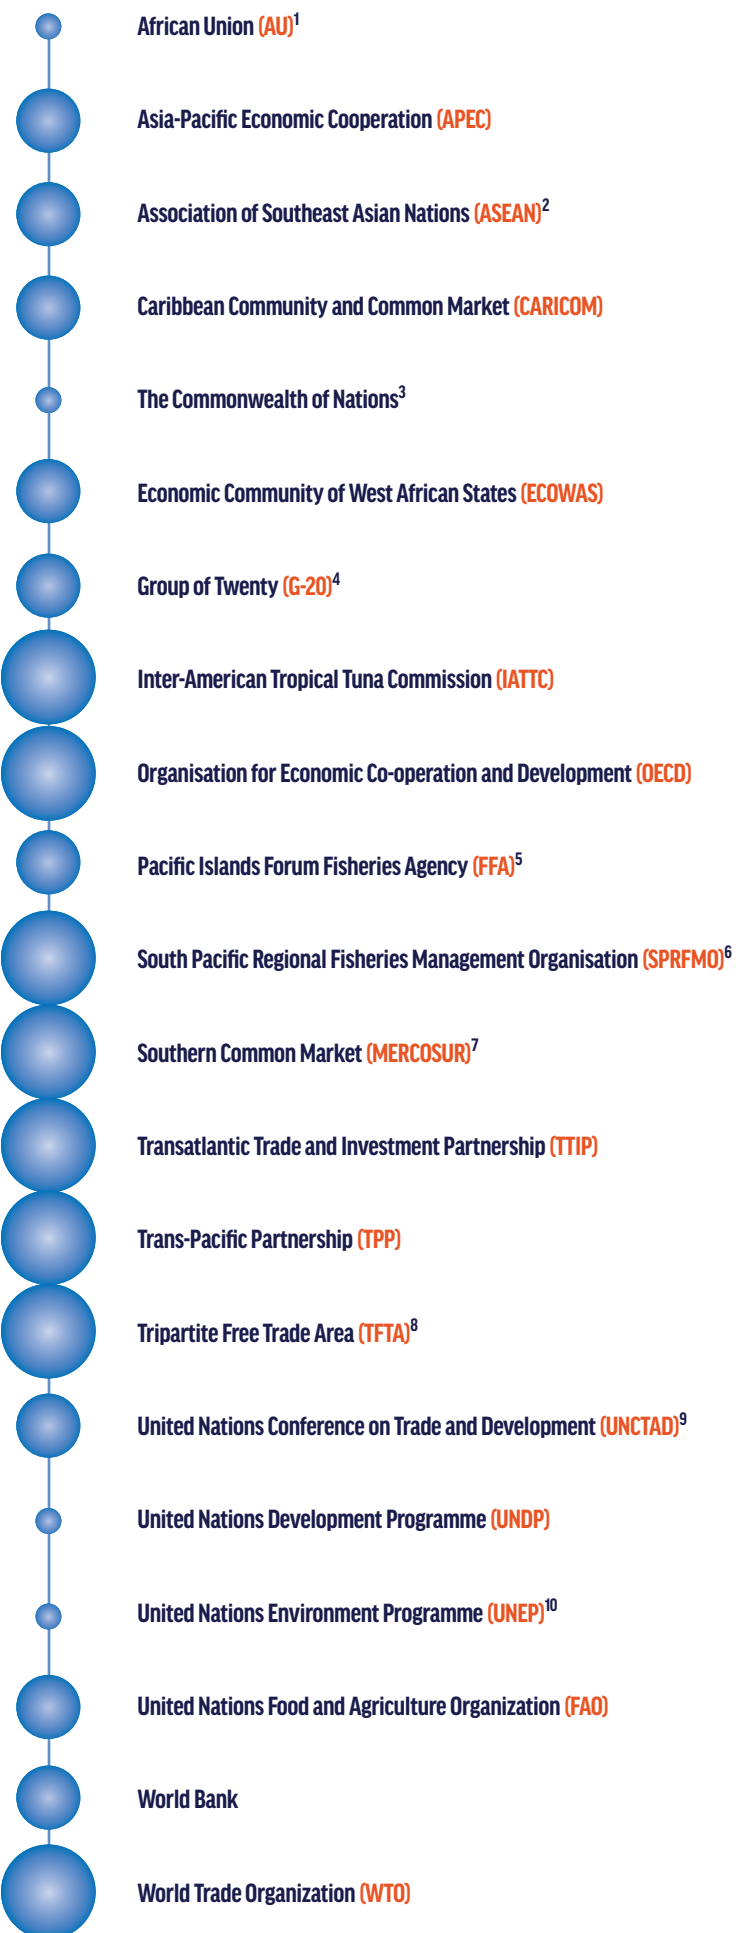 African Union (AU)1
Asia-Pacific Economic Cooperation (APEC)
Association of Southeast Asian Nations (ASEAN)2
Caribbean Community and Common Market (CARICOM)
The Commonwealth of Nations3
Economic Community of West African States (ECOWAS)
Group of Twenty (G-20)4
Inter-American Tropical Tuna Commission (IATTC)
Organisation for Economic Co-operation and Development (OECD)
Pacific Islands Forum Fisheries Agency (FFA)5
South Pacific Regional Fisheries Management Organisation (SPRFMO)6
Southern Common Market (MERCOSUR)7
Transatlantic Trade and Investment Partnership (TTIP)
Trans-Pacific Partnership (TPP)
Tripartite Free Trade Area (TFTA)8
United Nations Conference on Trade and Development (UNCTAD)9
United Nations Development Programme (UNDP)
United Nations Environment Programme (UNEP)10
United Nations Food and Agriculture Organization (FAO)
World Bank
World Trade Organization (WTO)